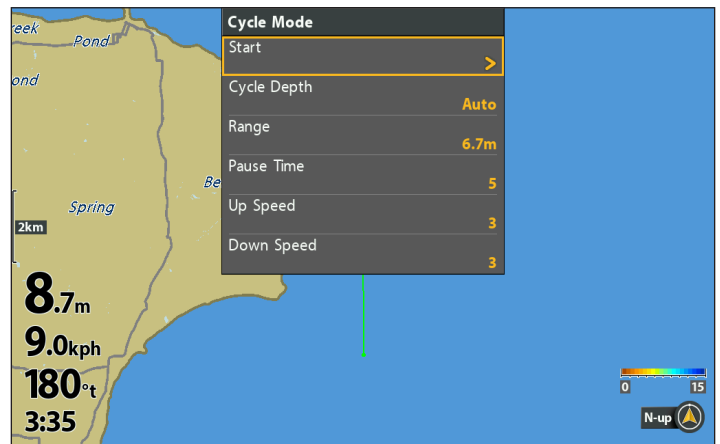 Cycle Mode
Start
>
Cycle Depth
Auto
Range
6.7m
Pause Time
5
Up Speed
3
Down Speed
3
eek
Pond
ond
Be
Spring
2km
8.7m
9.0kph
180°t
3:35
0 15
N-up